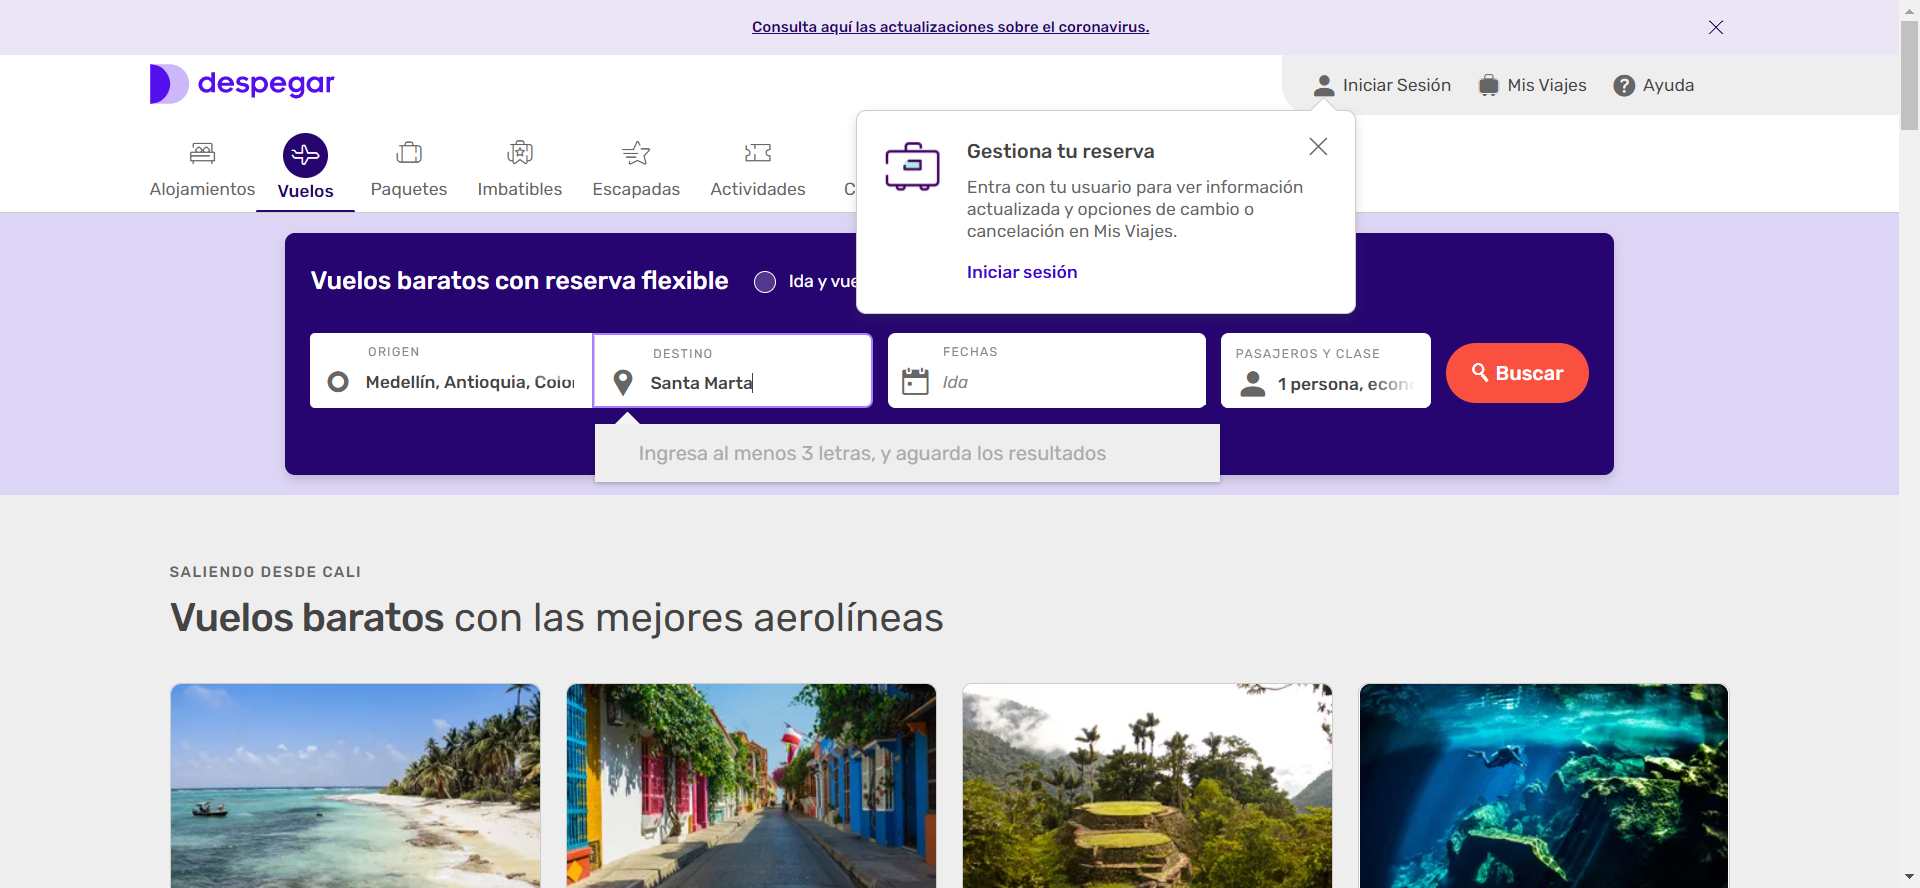 Consulta aquí las actualizaciones sobre el coronavirus.
despegar
Iniciar Sesión
Mis Viajes
Ayuda
Alojamientos
Vuelos
Paquetes
Imbatibles
Escapadas
Actividades
C
Gestiona tu reserva
Entra con tu usuario para ver información
actualizada y opciones de cambio o
cancelación en Mis Viajes.
Iniciar sesión
Vuelos baratos con reserva flexible
Ida y vue
ORIGEN
Medellín, Antioquia, Color
DESTINO
Santa Marta
FECHAS
Ida
PASAJEROS Y CLASE
1 persona, econ
Buscar
Ingresa al menos 3 letras, y aguarda los resultados
SALIENDO DESDE CALI
Vuelos baratos con las mejores aerolíneas